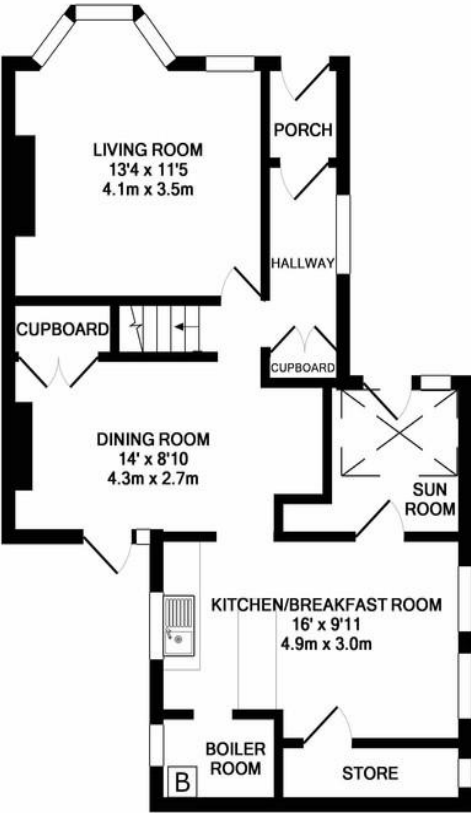 PORCH
LIVING ROOM
13'4 x 11'5
4.1m x 3.5m
HALLWAY
CUPBOARD
CUPBOARD
DINING ROOM
14' x 8'10
4.3m x 2.7m
SUN
ROOM
KITCHEN/BREAKFAST ROOM
16' x 9'11
4.9m x 3.0m
BOILER
ROOM
B
STORE